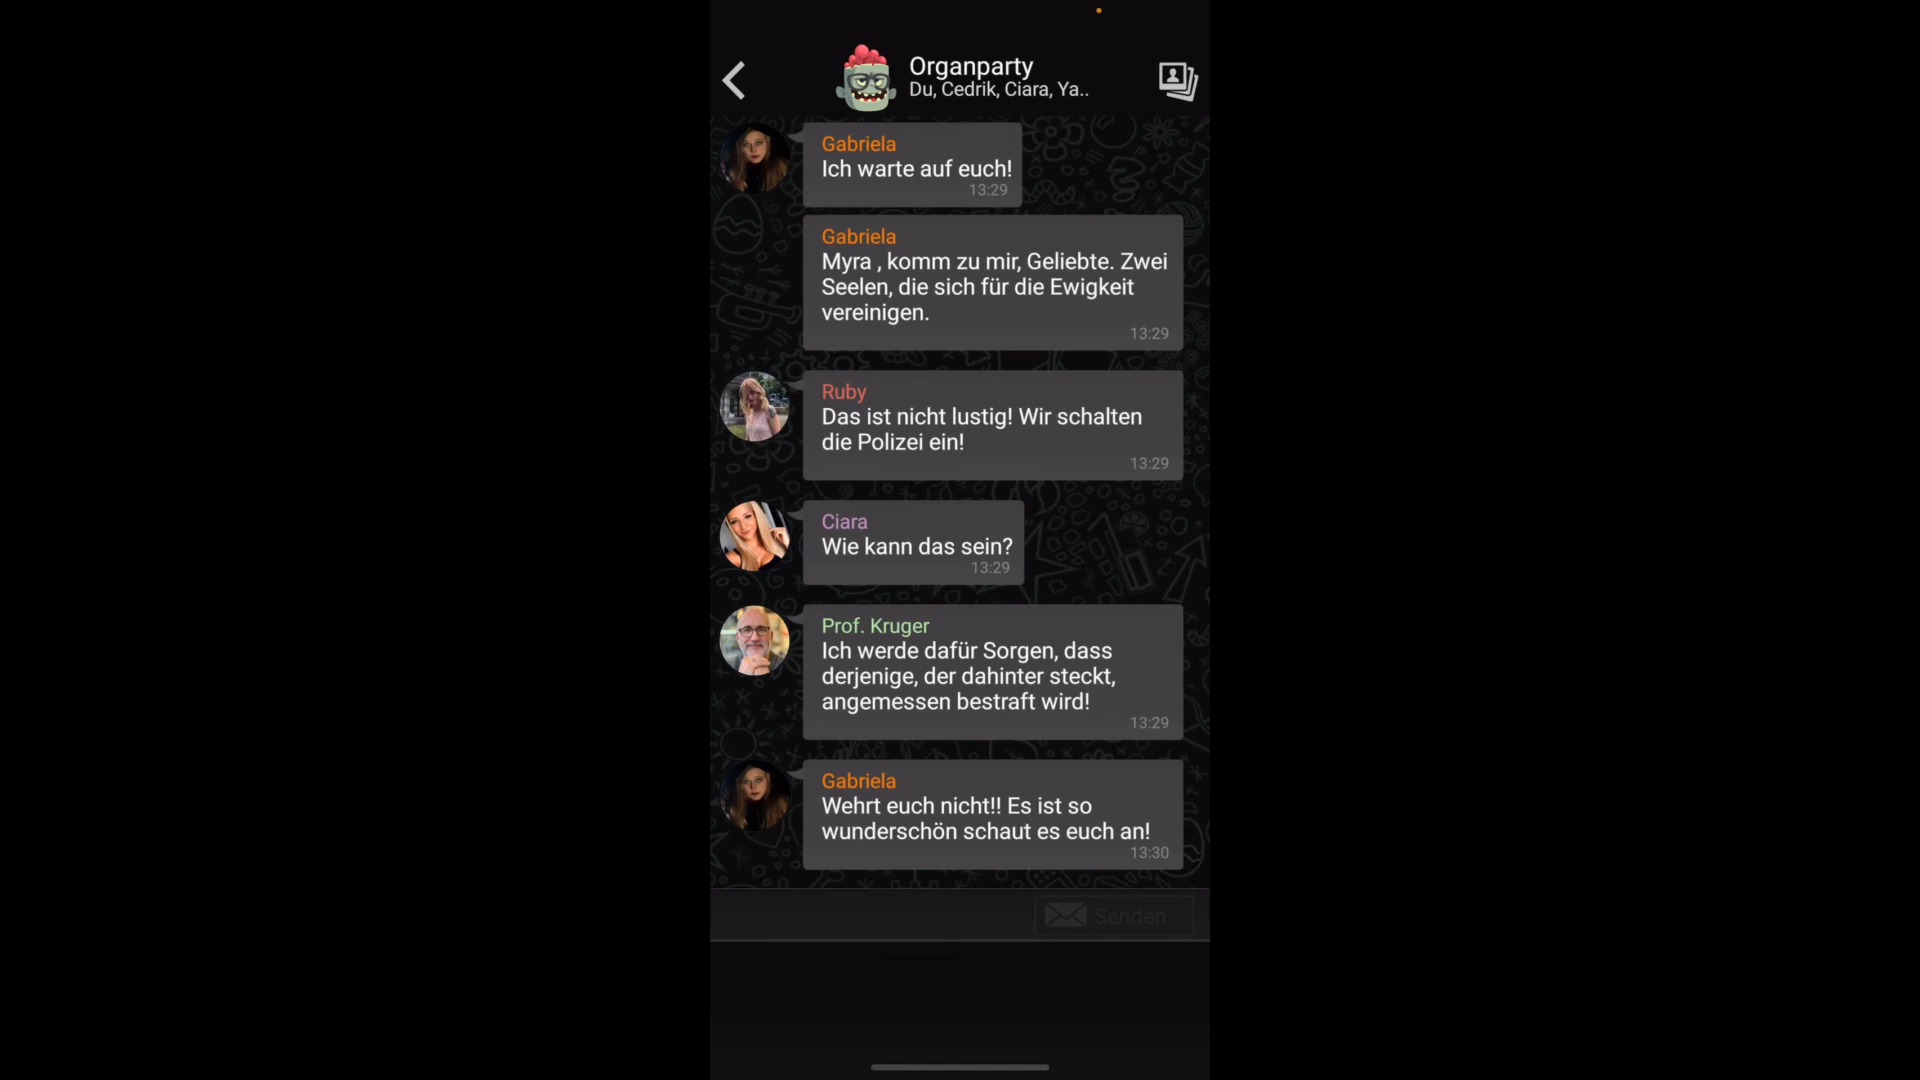 Organparty
Du, Cedrik, Ciara, Ya..
Gabriela
Ich warte auf euch!
13:29
Gabriela
Myra , komm zu mir, Geliebte. Zwei
Seelen, die sich für die Ewigkeit
vereinigen.
13:29
Ruby
Das ist nicht lustig! Wir schalten
die Polizei ein!
13:29
Ciara
Wie kann das sein?
13:29
Prof. Kruger
Ich werde dafür Sorgen, dass
derjenige, der dahinter steckt,
angemessen bestraft wird!
13:29
Gabriela
Wehrt euch nicht!! Es ist so
wunderschön schaut es euch an!
13:30
Senden